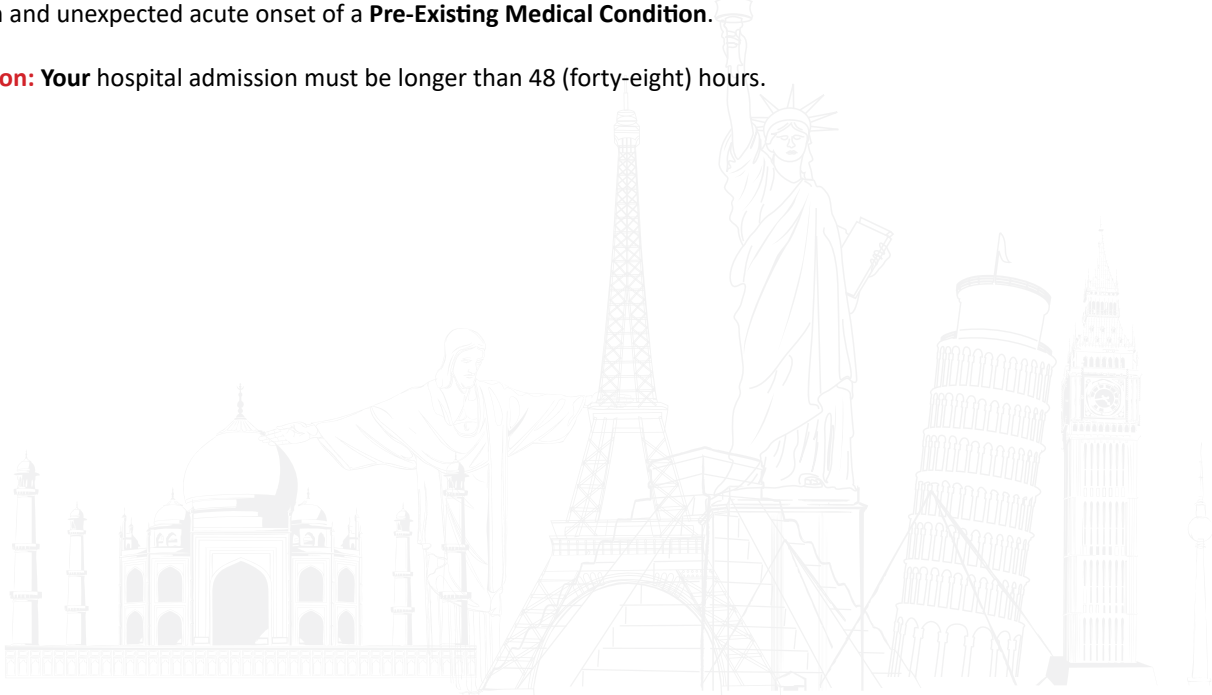 and unexpected acute onset of a Pre-Existing Medical Condition.
on: Your hospital admission must be longer than 48 (forty-eight) hours.